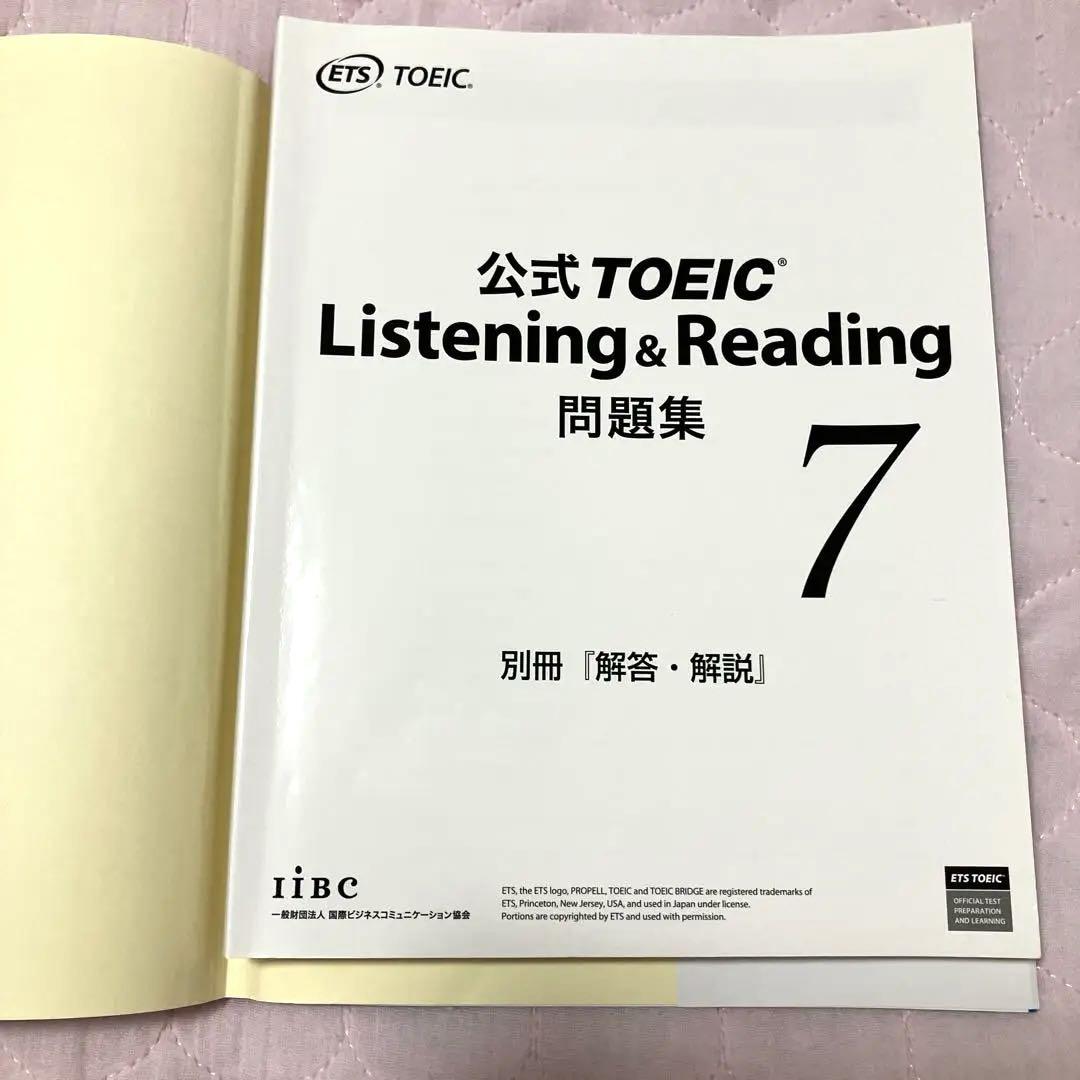 ETS® TOEIC®
公式 TOEIC®
Listening & Reading
問題集
7
別冊『解答・解説』
IiBC
一般財団法人 国際ビジネスコミュニケーション協会
ETS, the ETS logo, PROPELL, TOEIC and TOEIC BRIDGE are registered trademarks of
ETS, Princeton, New Jersey, USA, and used in Japan under license.
Portions are copyrighted by ETS and used with permission.
ETS TOEIC
OFFICIAL TEST
PREPARATION
AND LEARNING